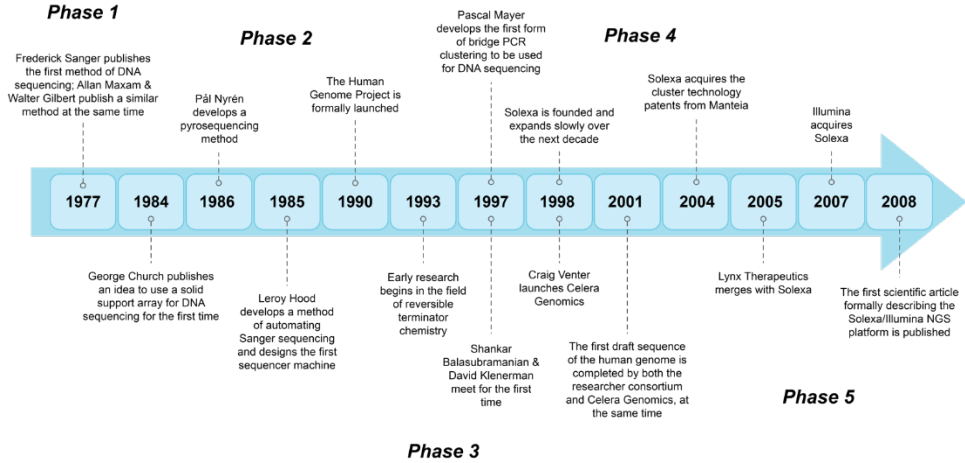 Phase 1
Frederick Sanger publishes
the first method of DNA
sequencing; Allan Maxam &
Walter Gilbert publish a similar
method at the same time
Phase 2
Pål Nyrén
develops a
pyrosequencing
method
The Human
Genome Project is
formally launched
Pascal Mayer
develops the first form
of bridge PCR
clustering to be used
for DNA sequencing
Solexa is founded and
expands slowly over
the next decade
Phase 4
Solexa acquires the
cluster technology
patents from Manteia
Illumina
acquires
Solexa
1977 1984 1986 1985 1990 1993 1997 1998 2001 2004 2005 2007 2008
George Church publishes
an idea to use a solid
support array for DNA
sequencing for the first time
Leroy Hood
develops a method
of automating
Sanger sequencing
and designs the first
sequencer machine
Early research
begins in the field
of reversible
terminator
chemistry
Shankar
Balasubramanian &
David Klenerman
meet for the first
time
Craig Venter
launches Celera
Genomics
The first draft sequence
of the human genome is
completed by both the
researcher consortium
and Celera Genomics, at
the same time
Lynx Therapeutics
merges with Solexa
The first scientific article
formally describing the
Solexa/Illumina NGS
platform is published
Phase 5
Phase 3